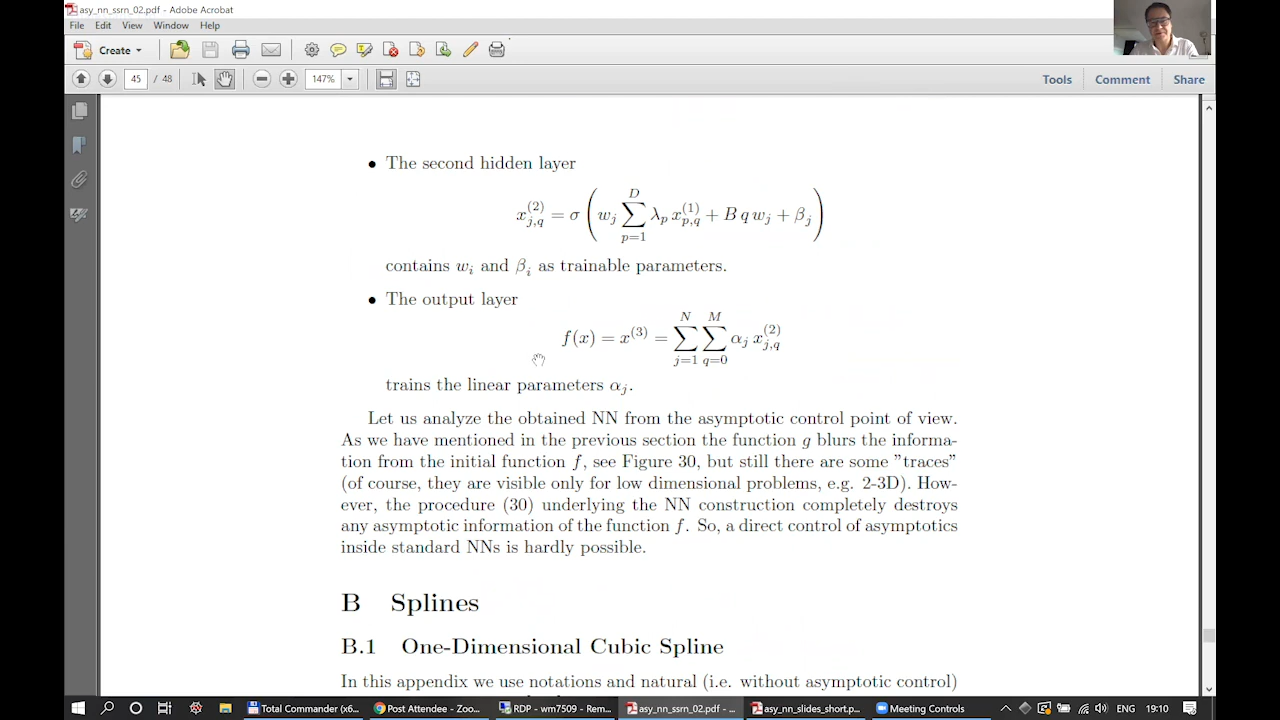 asy_nn_ssrn_02.pdf - Adobe Acrobat
File Edit View Window Help
Create
45 / 48 147% Tools Comment Share
• The second hidden layer
x_{j,q}^{(2)} = σ ( w_j \sum_{p=1}^{D} λ_p x_{p,q}^{(1)} + B q w_j + β_j )
contains w_i and β_i as trainable parameters.
• The output layer
f(x) = x^{(3)} = \sum_{j=1}^{N} \sum_{q=0}^{M} α_j x_{j,q}^{(2)}
trains the linear parameters α_j.
Let us analyze the obtained NN from the asymptotic control point of view.
As we have mentioned in the previous section the function g blurs the informa-
tion from the initial function f, see Figure 30, but still there are some "traces"
(of course, they are visible only for low dimensional problems, e.g. 2-3D). How-
ever, the procedure (30) underlying the NN construction completely destroys
any asymptotic information of the function f. So, a direct control of asymptotics
inside standard NNs is hardly possible.
B Splines
B.1 One-Dimensional Cubic Spline
In this appendix we use notations and natural (i.e. without asymptotic control)
Total Commander (x6... Post Attendee - Zoo... RDP - wm7509 - Rem... asy_nn_ssrn_02.pdf - ... asy_nn_slides_short.p... Meeting Controls ENG 19:10